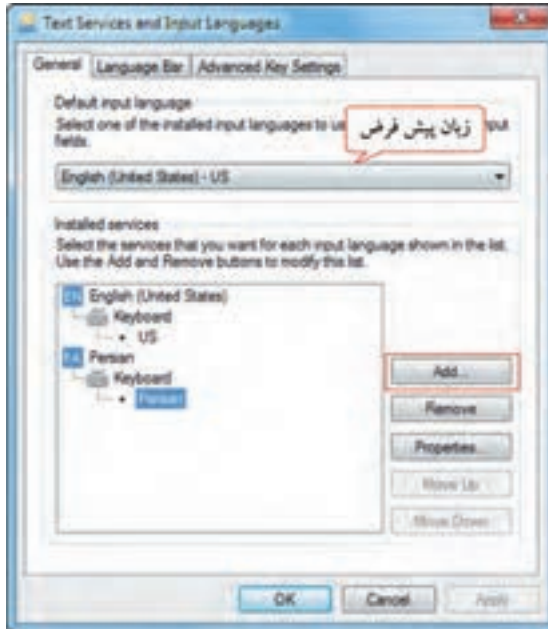 Text Services and Input Languages
General Language Bar Advanced Key Settings
Default input language
Select one of the installed input languages to us put
fields.
زبان پیش فرض
English (United States) - US
Installed services
Select the services that you want for each input language shown in the list.
Use the Add and Remove buttons to modify this list.
EN English (United States)
Keyboard
• US
FA Persian
Keyboard
• Persian
Add...
Remove
Properties...
Move Up
Move Down
OK Cancel Apply